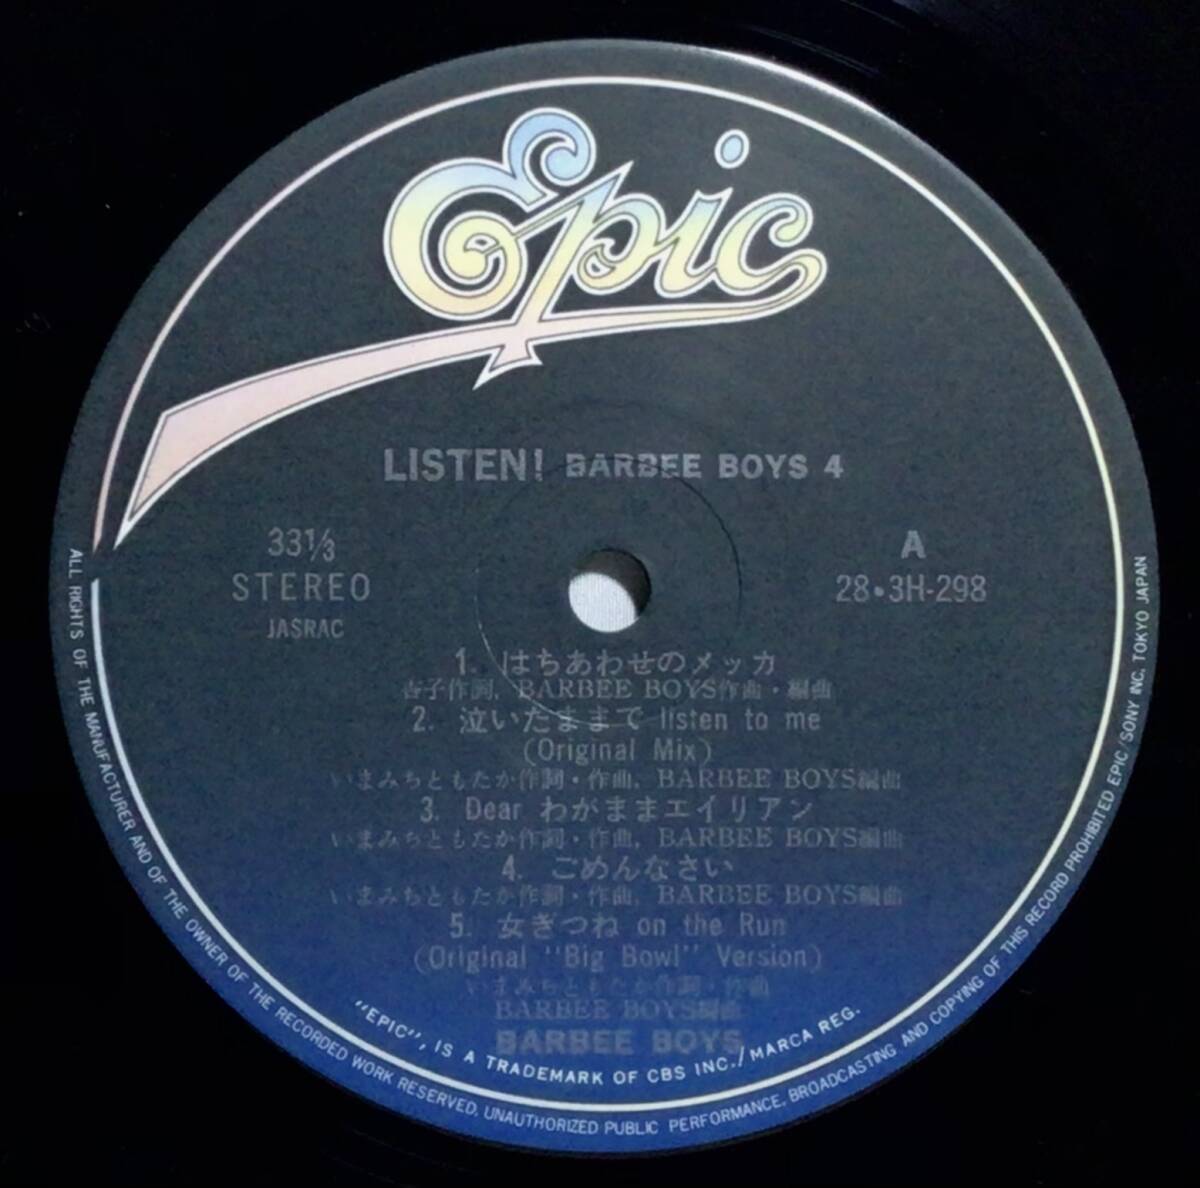 Epic
LISTEN! BARBEE BOYS 4
33⅓
STEREO
JASRAC
A
28•3H-298
1. はちあわせのメッカ
杏子作詞, BARBEE BOYS作曲・編曲
2. 泣いたままで listen to me
(Original Mix)
いまみちともたか作詞・作曲, BARBEE BOYS編曲
3. Dear わがままエイリアン
いまみちともたか作詞・作曲, BARBEE BOYS編曲
4. ごめんなさい
いまみちともたか作詞・作曲, BARBEE BOYS編曲
5. 女ぎつね on the Run
(Original "Big Bowl" Version)
いまみちともたか作詞・作曲
BARBEE BOYS編曲
BARBEE BOYS
"EPIC", IS A TRADEMARK OF CBS INC./MARCA REG.
ALL RIGHTS OF THE MANUFACTURER AND OF THE OWNER OF THE RECORDED WORK RESERVED, UNAUTHORIZED PUBLIC PERFORMANCE, BROADCASTING AND COPYING OF THIS RECORD PROHIBITED EPIC/SONY INC. TOKYO JAPAN